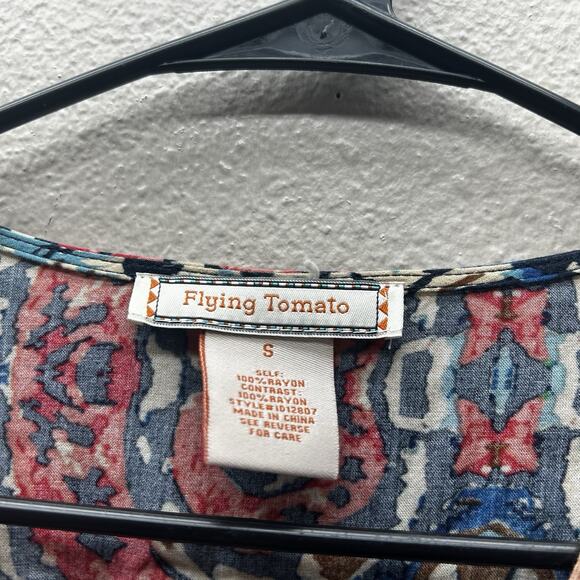 Flying Tomato
S
SELF:
100%RAYON
CONTRAST:
100%RAYON
STYLE#ID12807
MADE IN CHINA
SEE REVERSE
FOR CARE